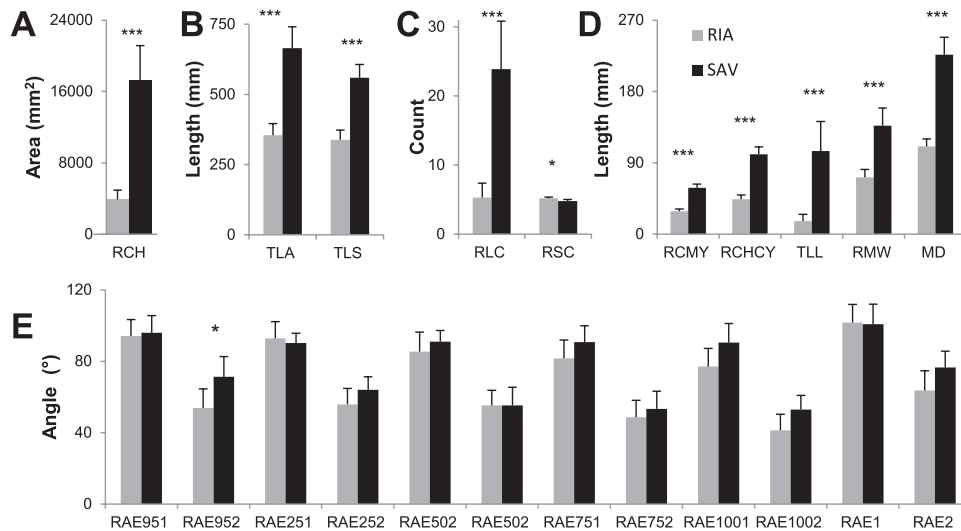 A
Area (mm²)
24000
16000
8000
0
***
RCH
B
Length (mm)
750
500
250
0
***
***
TLA TLS
C
Count
30
20
10
0
***
*
RLC RSC
D
Length (mm)
270
180
90
0
RIA
SAV
***
***
***
***
***
RCMY RCHCY TLL RMW MD
E
Angle (°)
120
80
40
0
*
RAE951 RAE952 RAE251 RAE252 RAE502 RAE502 RAE751 RAE752 RAE1001 RAE1002 RAE1 RAE2